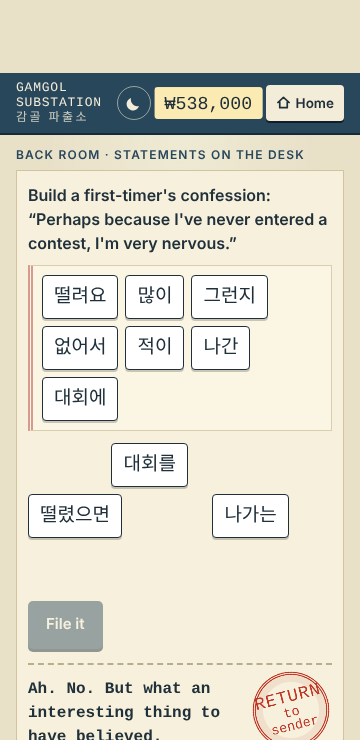 GAMGOL
SUBSTATION
감골 파출소
₩538,000
Home
BACK ROOM · STATEMENTS ON THE DESK
Build a first-timer's confession:
“Perhaps because I've never entered a
contest, I'm very nervous.”
떨려요 많이 그런지
없어서 적이 나간
대회에
대회를
떨렸으면 나가는
File it
Ah. No. But what an
interesting thing to
have believed.
RETURN
to
sender